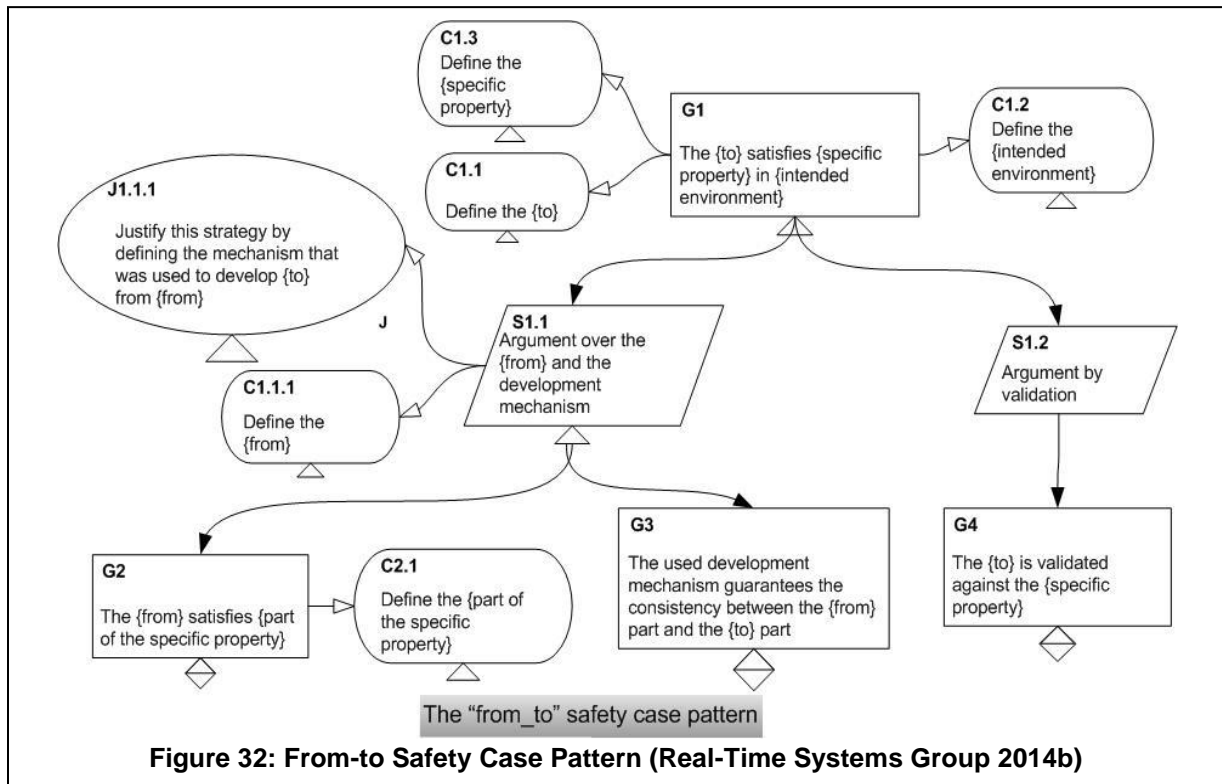 C1.3
Define the
{specific
property}
G1
The {to} satisfies {specific
property} in {intended
environment}
C1.2
Define the
{intended
environment}
C1.1
Define the {to}
J1.1.1
Justify this strategy by
defining the mechanism that
was used to develop {to}
from {from}
J
S1.1
Argument over the
{from} and the
development
mechanism
S1.2
Argument by
validation
C1.1.1
Define the
{from}
G2
The {from} satisfies {part
of the specific property}
C2.1
Define the {part of
the specific
property}
G3
The used development
mechanism guarantees the
consistency between the {from}
part and the {to} part
G4
The {to} is validated
against the {specific
property}
The “from_to” safety case pattern
Figure 32: From-to Safety Case Pattern (Real-Time Systems Group 2014b)